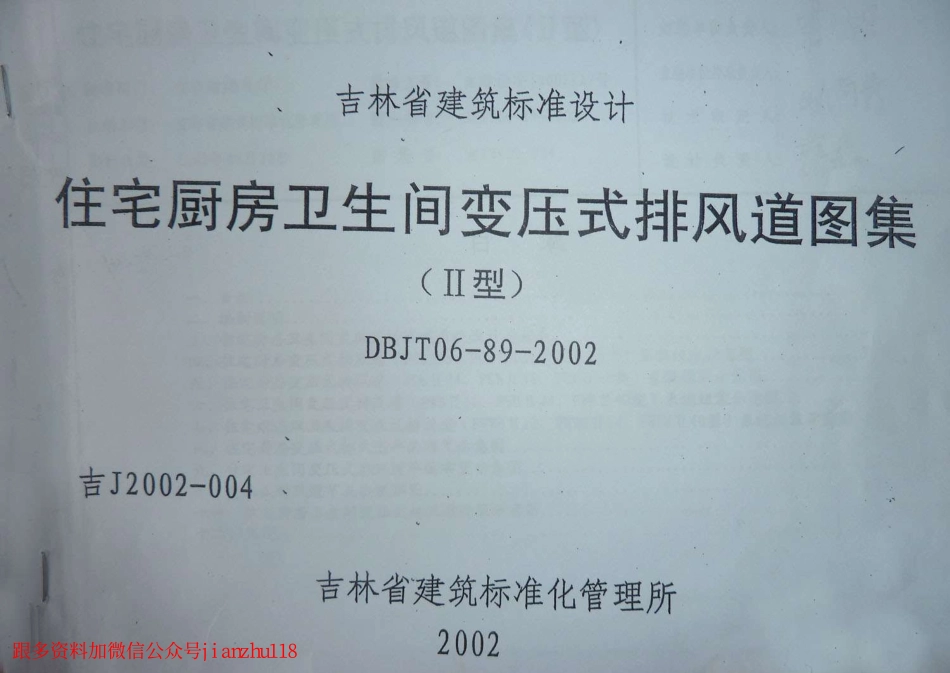 吉林省建筑标准设计
住宅厨房卫生间变压式排风道图集
（II型）
DBJT06-89-2002
吉J2002-004
吉林省建筑标准化管理所
2002
跟多资料加微信公众号jianzhu118